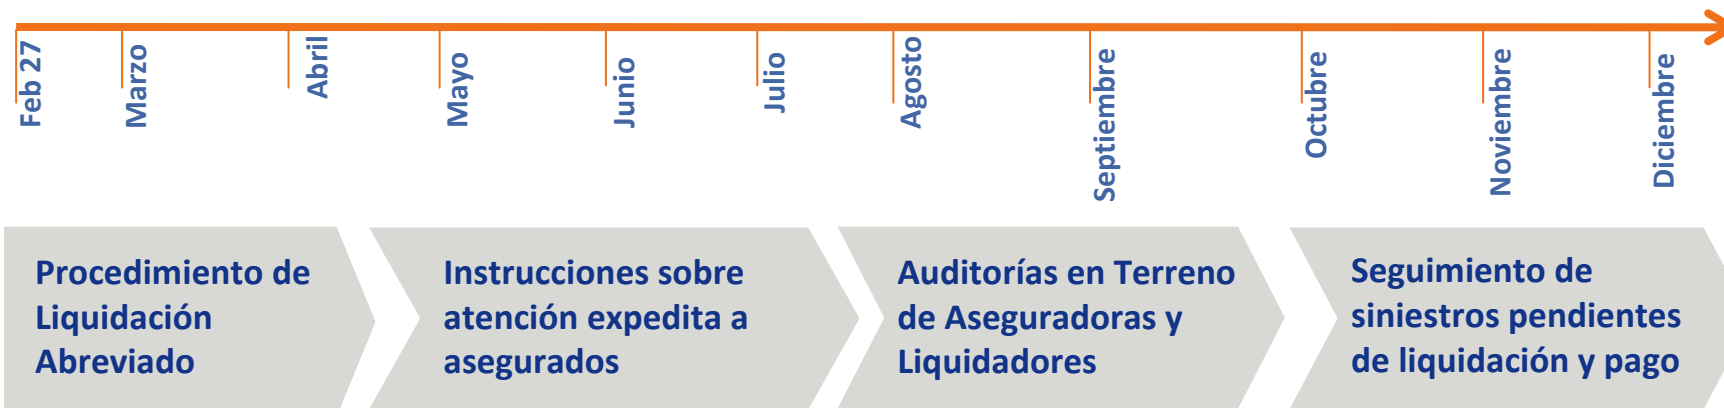 Feb 27
Marzo
Abril
Mayo
Junio
Julio
Agosto
Septiembre
Octubre
Noviembre
Diciembre
Procedimiento de
Liquidación
Abreviado
Instrucciones sobre
atención expedita a
asegurados
Auditorías en Terreno
de Aseguradoras y
Liquidadores
Seguimiento de
siniestros pendientes
de liquidación y pago